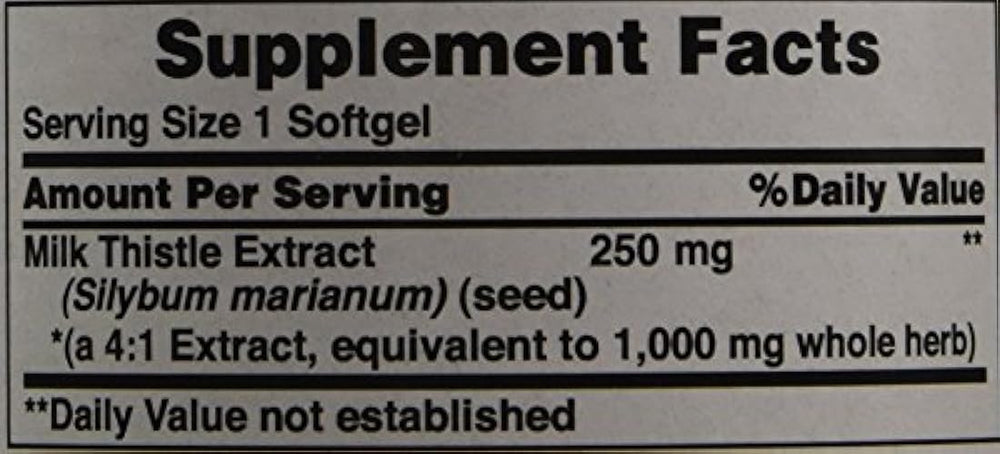 Supplement Facts
Serving Size 1 Softgel
Amount Per Serving %Daily Value
Milk Thistle Extract 250 mg **
(Silybum marianum) (seed)
*(a 4:1 Extract, equivalent to 1,000 mg whole herb)
**Daily Value not established